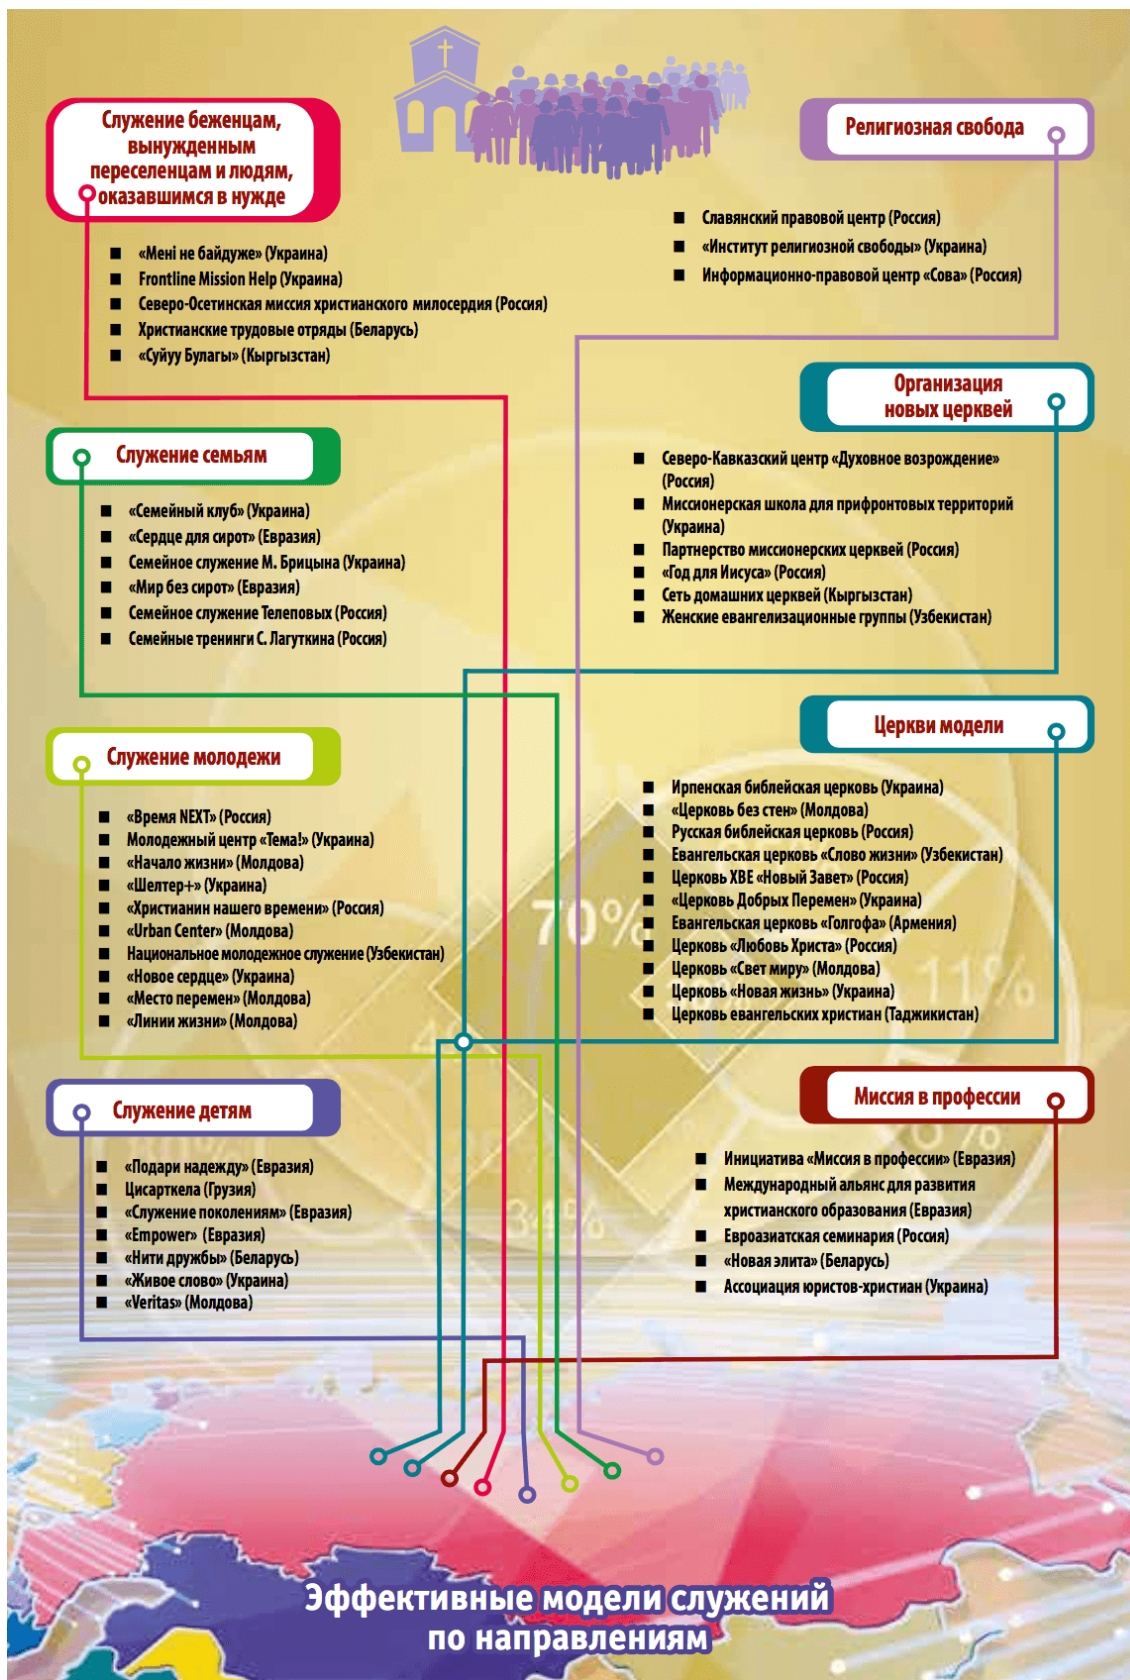 Служение беженцам,
вынужденным
переселенцам и людям,
оказавшимся в нужде
■ «Мені не байдуже» (Украина)
■ Frontline Mission Help (Украина)
■ Северо-Осетинская миссия христианского милосердия (Россия)
■ Христианские трудовые отряды (Беларусь)
■ «Суйуу Булагы» (Кыргызстан)
Служение семьям
■ «Семейный клуб» (Украина)
■ «Сердце для сирот» (Евразия)
■ Семейное служение М. Брицына (Украина)
■ «Мир без сирот» (Евразия)
■ Семейное служение Телеповых (Россия)
■ Семейные тренинги С. Лагуткина (Россия)
Служение молодежи
■ «Время NEXT» (Россия)
■ Молодежный центр «Тема!» (Украина)
■ «Начало жизни» (Молдова)
■ «Шелтер+» (Украина)
■ «Христианин нашего времени» (Россия)
■ «Urban Center» (Молдова)
■ Национальное молодежное служение (Узбекистан)
■ «Новое сердце» (Украина)
■ «Место перемен» (Молдова)
■ «Линии жизни» (Молдова)
Служение детям
■ «Подари надежду» (Евразия)
■ Цисарткела (Грузия)
■ «Служение поколениям» (Евразия)
■ «Empower» (Евразия)
■ «Нити дружбы» (Беларусь)
■ «Живое слово» (Украина)
■ «Veritas» (Молдова)
Религиозная свобода
■ Славянский правовой центр (Россия)
■ «Институт религиозной свободы» (Украина)
■ Информационно-правовой центр «Сова» (Россия)
Организация
новых церквей
■ Северо-Кавказский центр «Духовное возрождение»
(Россия)
■ Миссионерская школа для прифронтовых территорий
(Украина)
■ Партнерство миссионерских церквей (Россия)
■ «Год для Иисуса» (Россия)
■ Сеть домашних церквей (Кыргызстан)
■ Женские евангелизационные группы (Узбекистан)
Церкви модели
■ Ирпенская библейская церковь (Украина)
■ «Церковь без стен» (Молдова)
■ Русская библейская церковь (Россия)
■ Евангельская церковь «Слово жизни» (Узбекистан)
■ Церковь ХВЕ «Новый Завет» (Россия)
■ «Церковь Добрых Перемен» (Украина)
■ Евангельская церковь «Голгофа» (Армения)
■ Церковь «Любовь Христа» (Россия)
■ Церковь «Свет миру» (Молдова)
■ Церковь «Новая жизнь» (Украина)
■ Церковь евангельских христиан (Таджикистан)
70%
11%
34%
Миссия в профессии
■ Инициатива «Миссия в профессии» (Евразия)
■ Международный альянс для развития
христианского образования (Евразия)
■ Евроазиатская семинария (Россия)
■ «Новая элита» (Беларусь)
■ Ассоциация юристов-христиан (Украина)
Эффективные модели служений
по направлениям